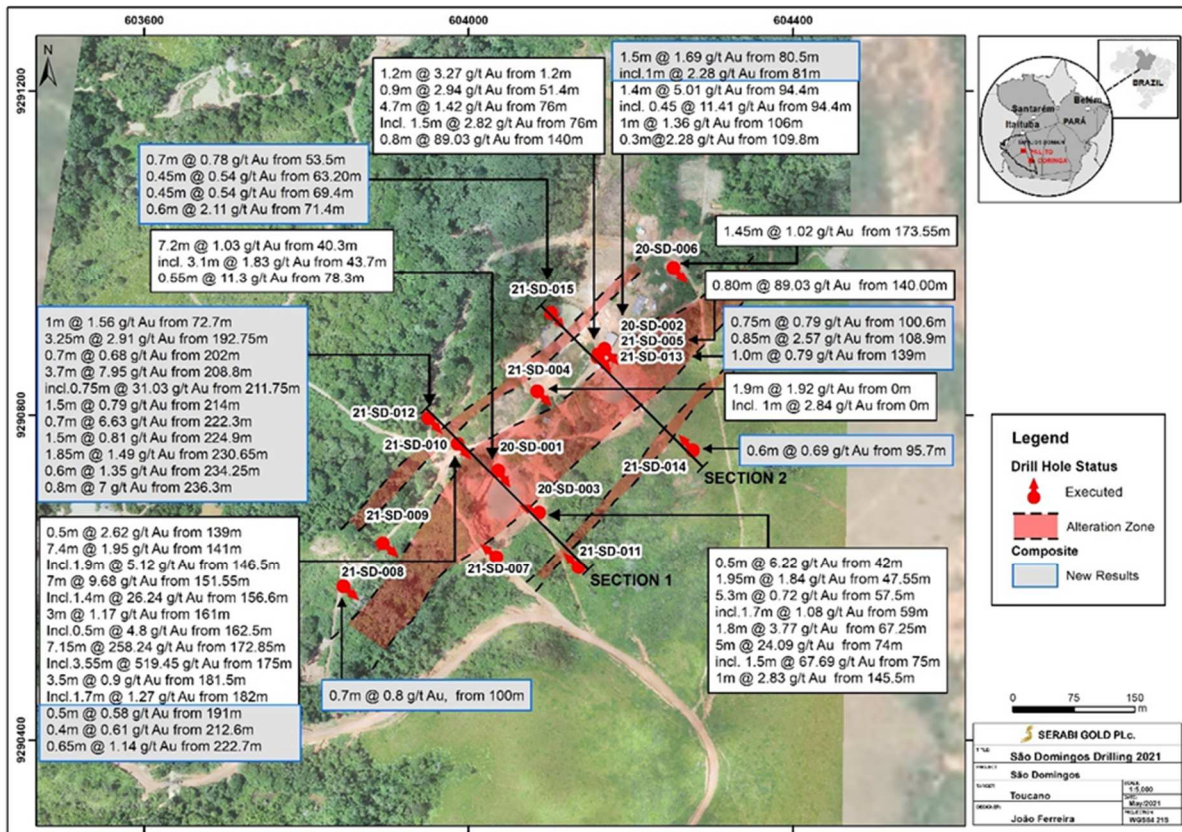 603600
604000
604400
9291200
9290800
9290400
N
1.2m @ 3.27 g/t Au from 1.2m
0.9m @ 2.94 g/t Au from 51.4m
4.7m @ 1.42 g/t Au from 76m
Incl. 1.5m @ 2.82 g/t Au from 76m
0.8m @ 89.03 g/t Au from 140m
1.5m @ 1.69 g/t Au from 80.5m
incl.1m @ 2.28 g/t Au from 81m
1.4m @ 5.01 g/t Au from 94.4m
incl. 0.45 @ 11.41 g/t Au from 94.4m
1m @ 1.36 g/t Au from 106m
0.3m@2.28 g/t Au from 109.8m
0.7m @ 0.78 g/t Au from 53.5m
0.45m @ 0.54 g/t Au from 63.20m
0.45m @ 0.54 g/t Au from 69.4m
0.6m @ 2.11 g/t Au from 71.4m
7.2m @ 1.03 g/t Au from 40.3m
incl. 3.1m @ 1.83 g/t Au from 43.7m
0.55m @ 11.3 g/t Au from 78.3m
1m @ 1.56 g/t Au from 72.7m
3.25m @ 2.91 g/t Au from 192.75m
0.7m @ 0.68 g/t Au from 202m
3.7m @ 7.95 g/t Au from 208.8m
incl.0.75m @ 31.03 g/t Au from 211.75m
1.5m @ 0.79 g/t Au from 214m
0.7m @ 6.63 g/t Au from 222.3m
1.5m @ 0.81 g/t Au from 224.9m
1.85m @ 1.49 g/t Au from 230.65m
0.6m @ 1.35 g/t Au from 234.25m
0.8m @ 7 g/t Au from 236.3m
0.5m @ 2.62 g/t Au from 139m
7.4m @ 1.95 g/t Au from 141m
Incl.1.9m @ 5.12 g/t Au from 146.5m
7m @ 9.68 g/t Au from 151.55m
Incl.1.4m @ 26.24 g/t Au from 156.6m
3m @ 1.17 g/t Au from 161m
Incl.0.5m @ 4.8 g/t Au from 162.5m
7.15m @ 258.24 g/t Au from 172.85m
Incl.3.55m @ 519.45 g/t Au from 175m
3.5m @ 0.9 g/t Au from 181.5m
Incl.1.7m @ 1.27 g/t Au from 182m
0.5m @ 0.58 g/t Au from 191m
0.4m @ 0.61 g/t Au from 212.6m
0.65m @ 1.14 g/t Au from 222.7m
0.7m @ 0.8 g/t Au, from 100m
20-SD-006
21-SD-015
20-SD-002
21-SD-005
21-SD-013
21-SD-004
21-SD-012
21-SD-010
20-SD-001
21-SD-014
20-SD-003
21-SD-009
21-SD-011
21-SD-008
21-SD-007
SECTION 2
SECTION 1
1.45m @ 1.02 g/t Au from 173.55m
0.80m @ 89.03 g/t Au from 140.00m
0.75m @ 0.79 g/t Au from 100.6m
0.85m @ 2.57 g/t Au from 108.9m
1.0m @ 0.79 g/t Au from 139m
1.9m @ 1.92 g/t Au from 0m
Incl. 1m @ 2.84 g/t Au from 0m
0.6m @ 0.69 g/t Au from 95.7m
0.5m @ 6.22 g/t Au from 42m
1.95m @ 1.84 g/t Au from 47.55m
5.3m @ 0.72 g/t Au from 57.5m
incl.1.7m @ 1.08 g/t Au from 59m
1.8m @ 3.77 g/t Au from 67.25m
5m @ 24.09 g/t Au from 74m
incl. 1.5m @ 67.69 g/t Au from 75m
1m @ 2.83 g/t Au from 145.5m
BRAZIL
Santarém
Belém
Itaituba
PARÁ
Legend
Drill Hole Status
Executed
Alteration Zone
Composite
New Results
0 75 150
m
SERABI GOLD PLc.
São Domingos Drilling 2021
São Domingos
Toucano
1:5,000
May/2021
João Ferreira
WGS84 21S